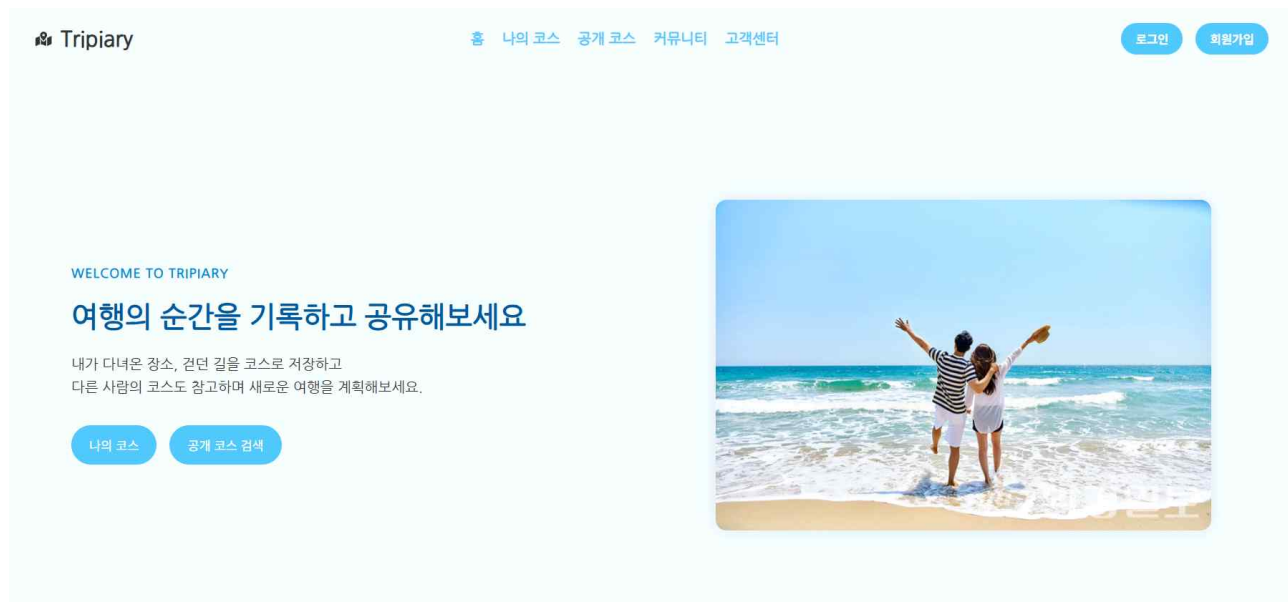 Tripiary
홈 나의 코스 공개 코스 커뮤니티 고객센터
로그인 회원가입
WELCOME TO TRIPIARY
여행의 순간을 기록하고 공유해보세요
내가 다녀온 장소, 걷던 길을 코스로 저장하고
다른 사람의 코스도 참고하며 새로운 여행을 계획해보세요.
나의 코스 공개 코스 검색